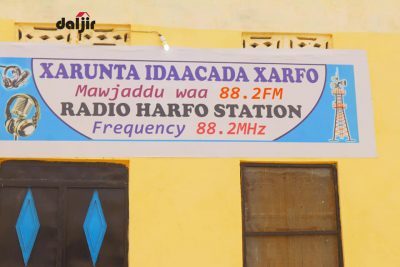 daljir
XARUNTA IDAACADA XARFO
Mawjaddu waa 88.2FM
RADIO HARFO STATION
Frequency 88.2MHz